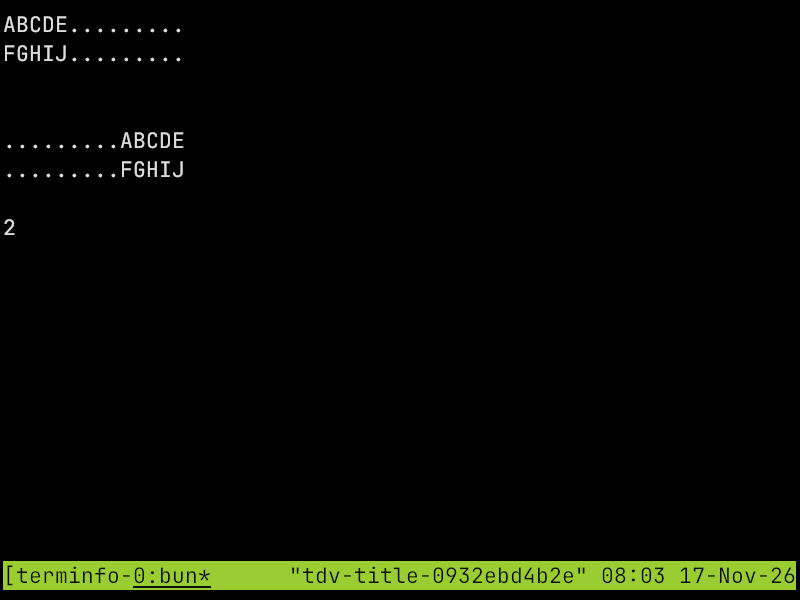 ABCDE.........
FGHIJ.........
.........ABCDE
.........FGHIJ
2
[terminfo-0:bun*      "tdv-title-0932ebd4b2e" 08:03 17-Nov-26